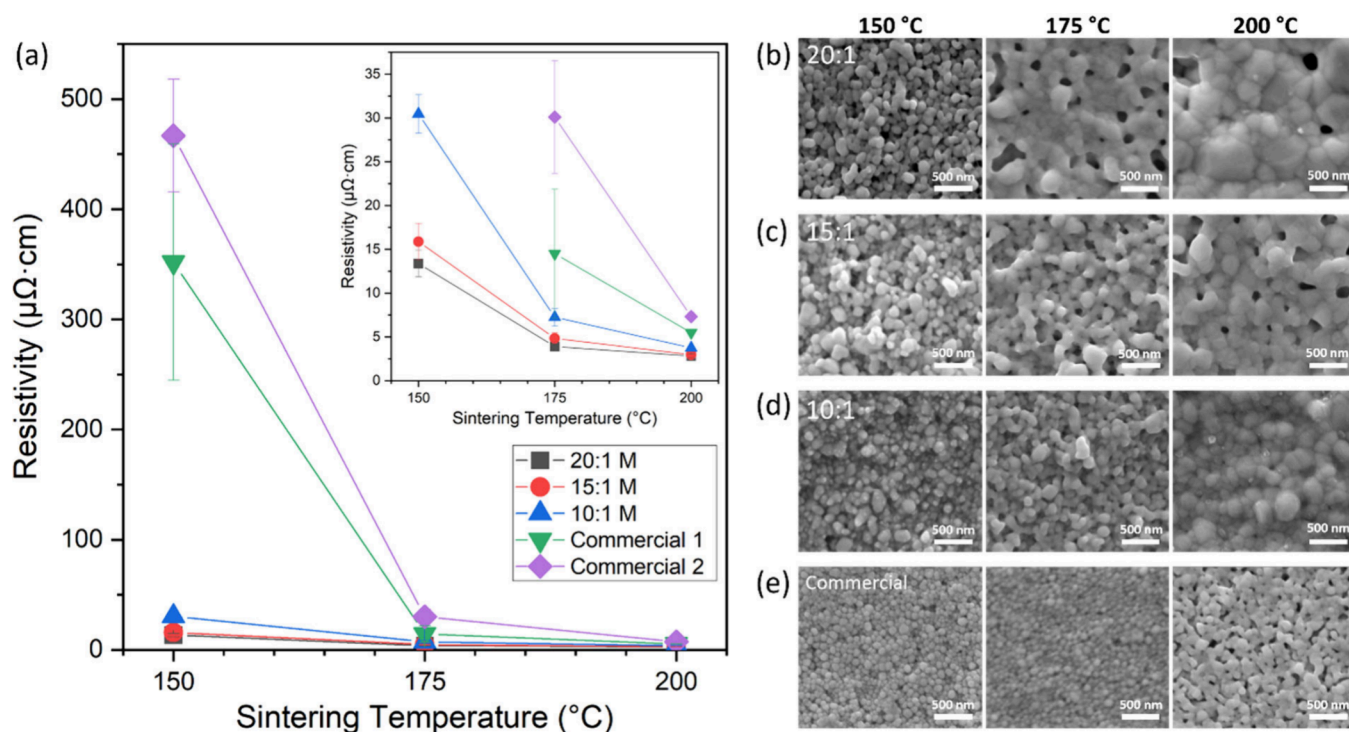 (a)
Resistivity (μΩ·cm)
500
400
300
200
100
0
150
175
200
Sintering Temperature (°C)
Resistivity (μΩ·cm)
35
30
25
20
15
10
5
0
150
175
200
Sintering Temperature (°C)
20:1 M
15:1 M
10:1 M
Commercial 1
Commercial 2
150 °C
175 °C
200 °C
(b)
20:1
500 nm
500 nm
500 nm
(c)
15:1
500 nm
500 nm
500 nm
(d)
10:1
500 nm
500 nm
500 nm
(e)
Commercial
500 nm
500 nm
500 nm